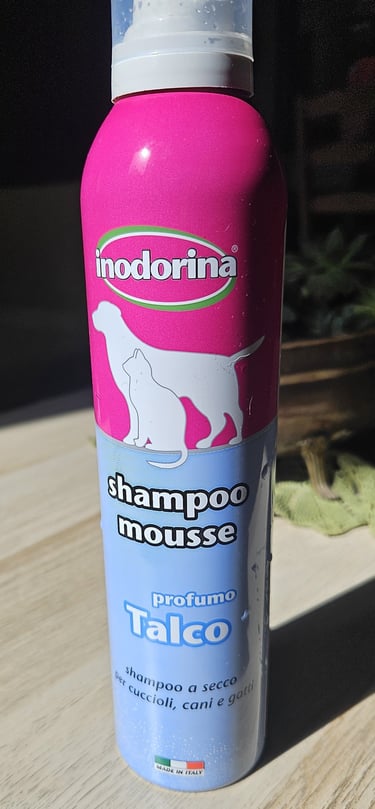 inodorina®
shampoo
mousse
profumo
Talco
shampoo a secco
per cuccioli, cani e gatti
MADE IN ITALY